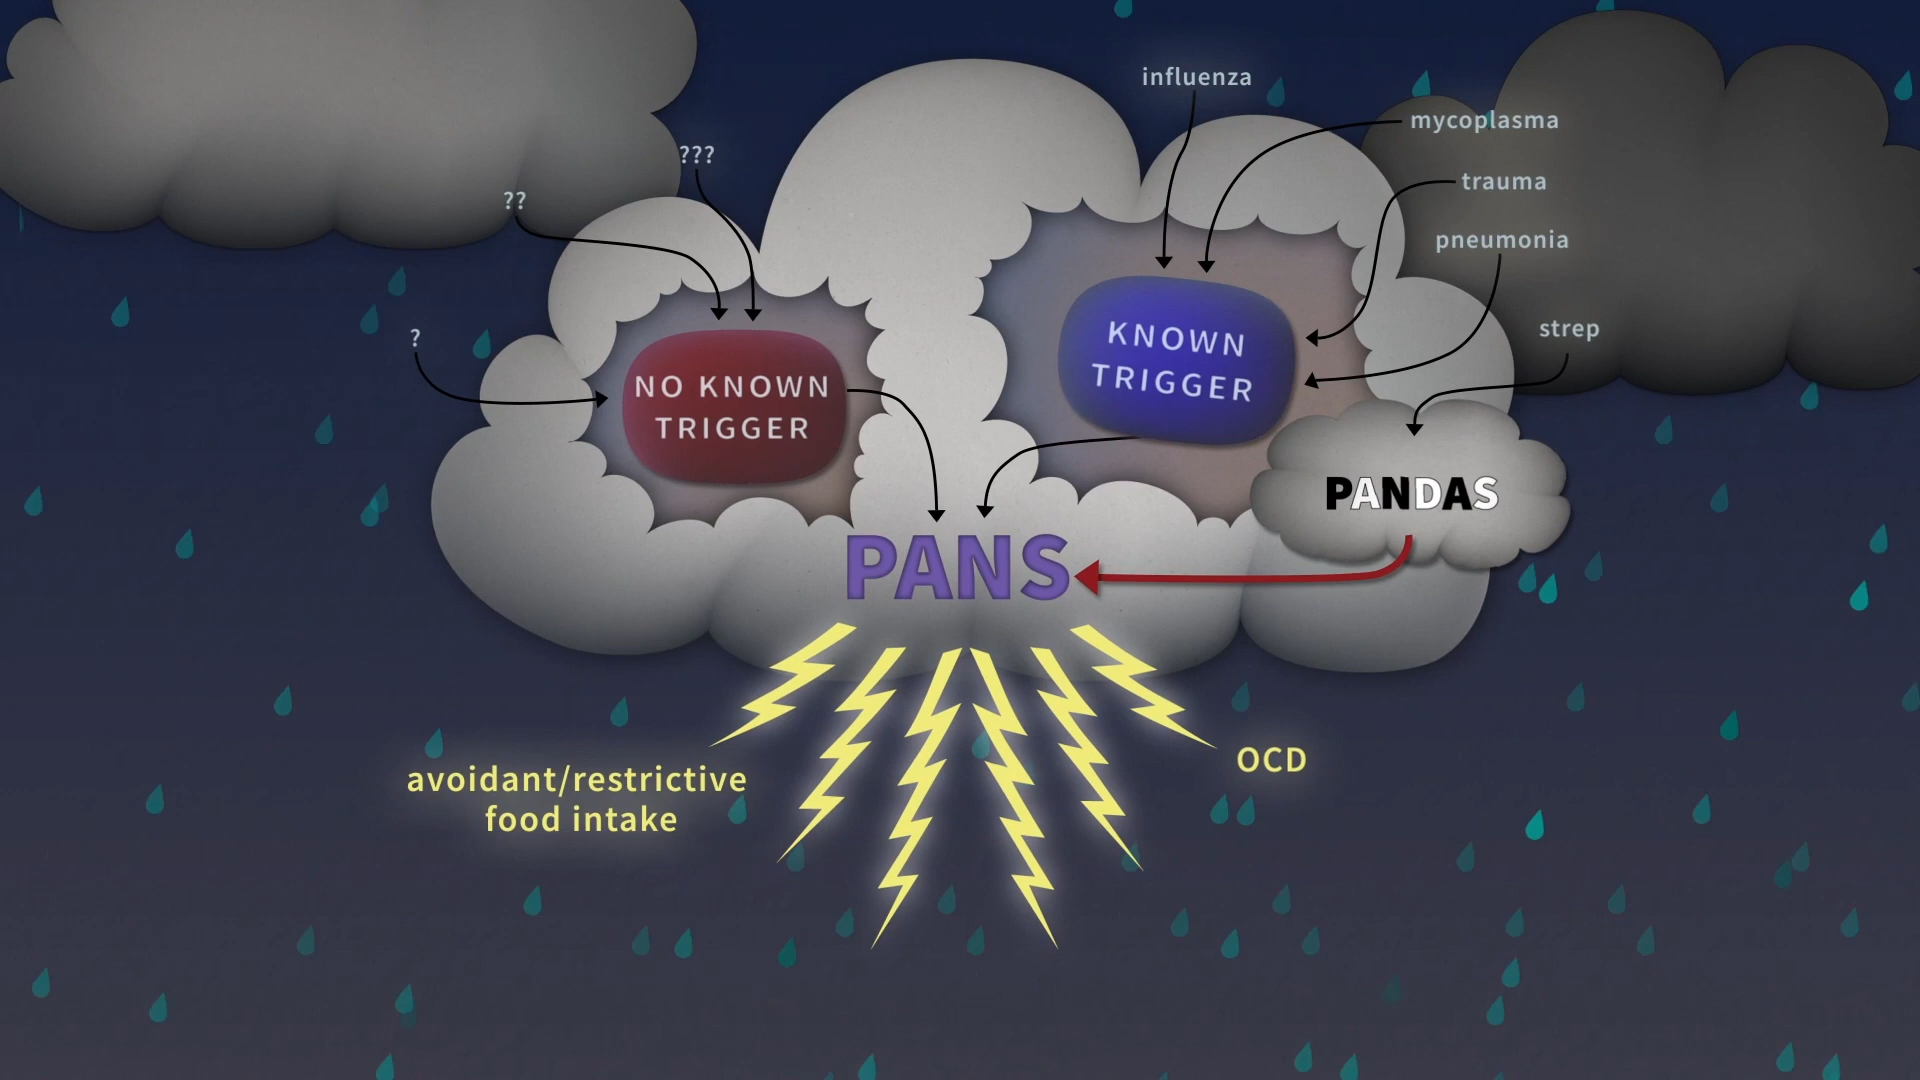 influenza
mycoplasma
???
trauma
??
pneumonia
?
strep
KNOWN
TRIGGER
NO KNOWN
TRIGGER
PANDAS
PANS
OCD
avoidant/restrictive
food intake